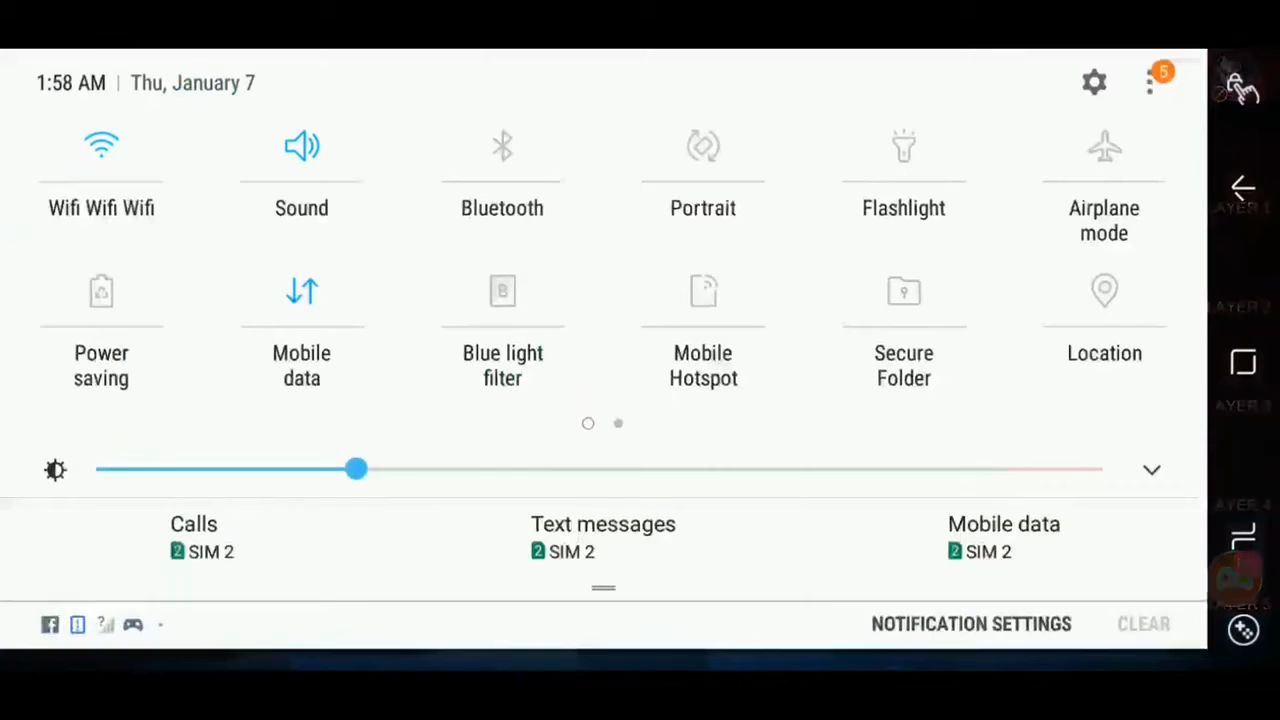 1:58 AM | Thu, January 7
5
Wifi Wifi Wifi
Sound
Bluetooth
Portrait
Flashlight
Airplane
mode
Power
saving
Mobile
data
B
Blue light
filter
Mobile
Hotspot
Secure
Folder
Location
Calls
2 SIM 2
Text messages
2 SIM 2
Mobile data
2 SIM 2
NOTIFICATION SETTINGS
CLEAR